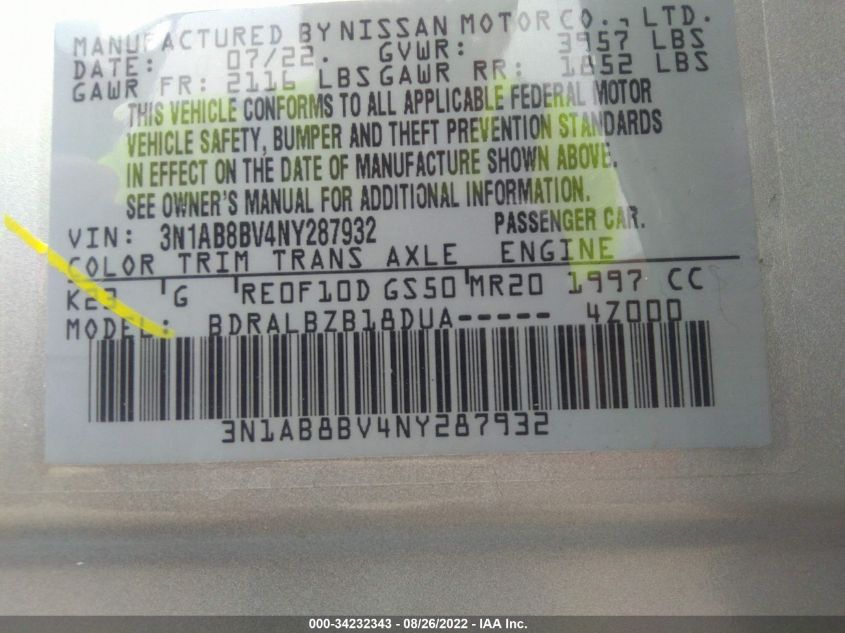 MANUFACTURED BY NISSAN MOTOR CO., LTD.
DATE: 07/22. GVWR: 3957 LBS
GAWR FR: 2116 LBS GAWR RR: 1852 LBS
THIS VEHICLE CONFORMS TO ALL APPLICABLE FEDERAL MOTOR
VEHICLE SAFETY, BUMPER AND THEFT PREVENTION STANDARDS
IN EFFECT ON THE DATE OF MANUFACTURE SHOWN ABOVE.
SEE OWNER'S MANUAL FOR ADDITIONAL INFORMATION.
VIN: 3N1AB8BV4NY287932 PASSENGER CAR.
COLOR TRIM TRANS AXLE ENGINE
K23 G RE0F10D GS50 MR20 1997 CC
MODEL: BDRALBZB18DUA----- 4Z000
3N1AB8BV4NY287932
000-34232343 - 08/26/2022 - IAA Inc.